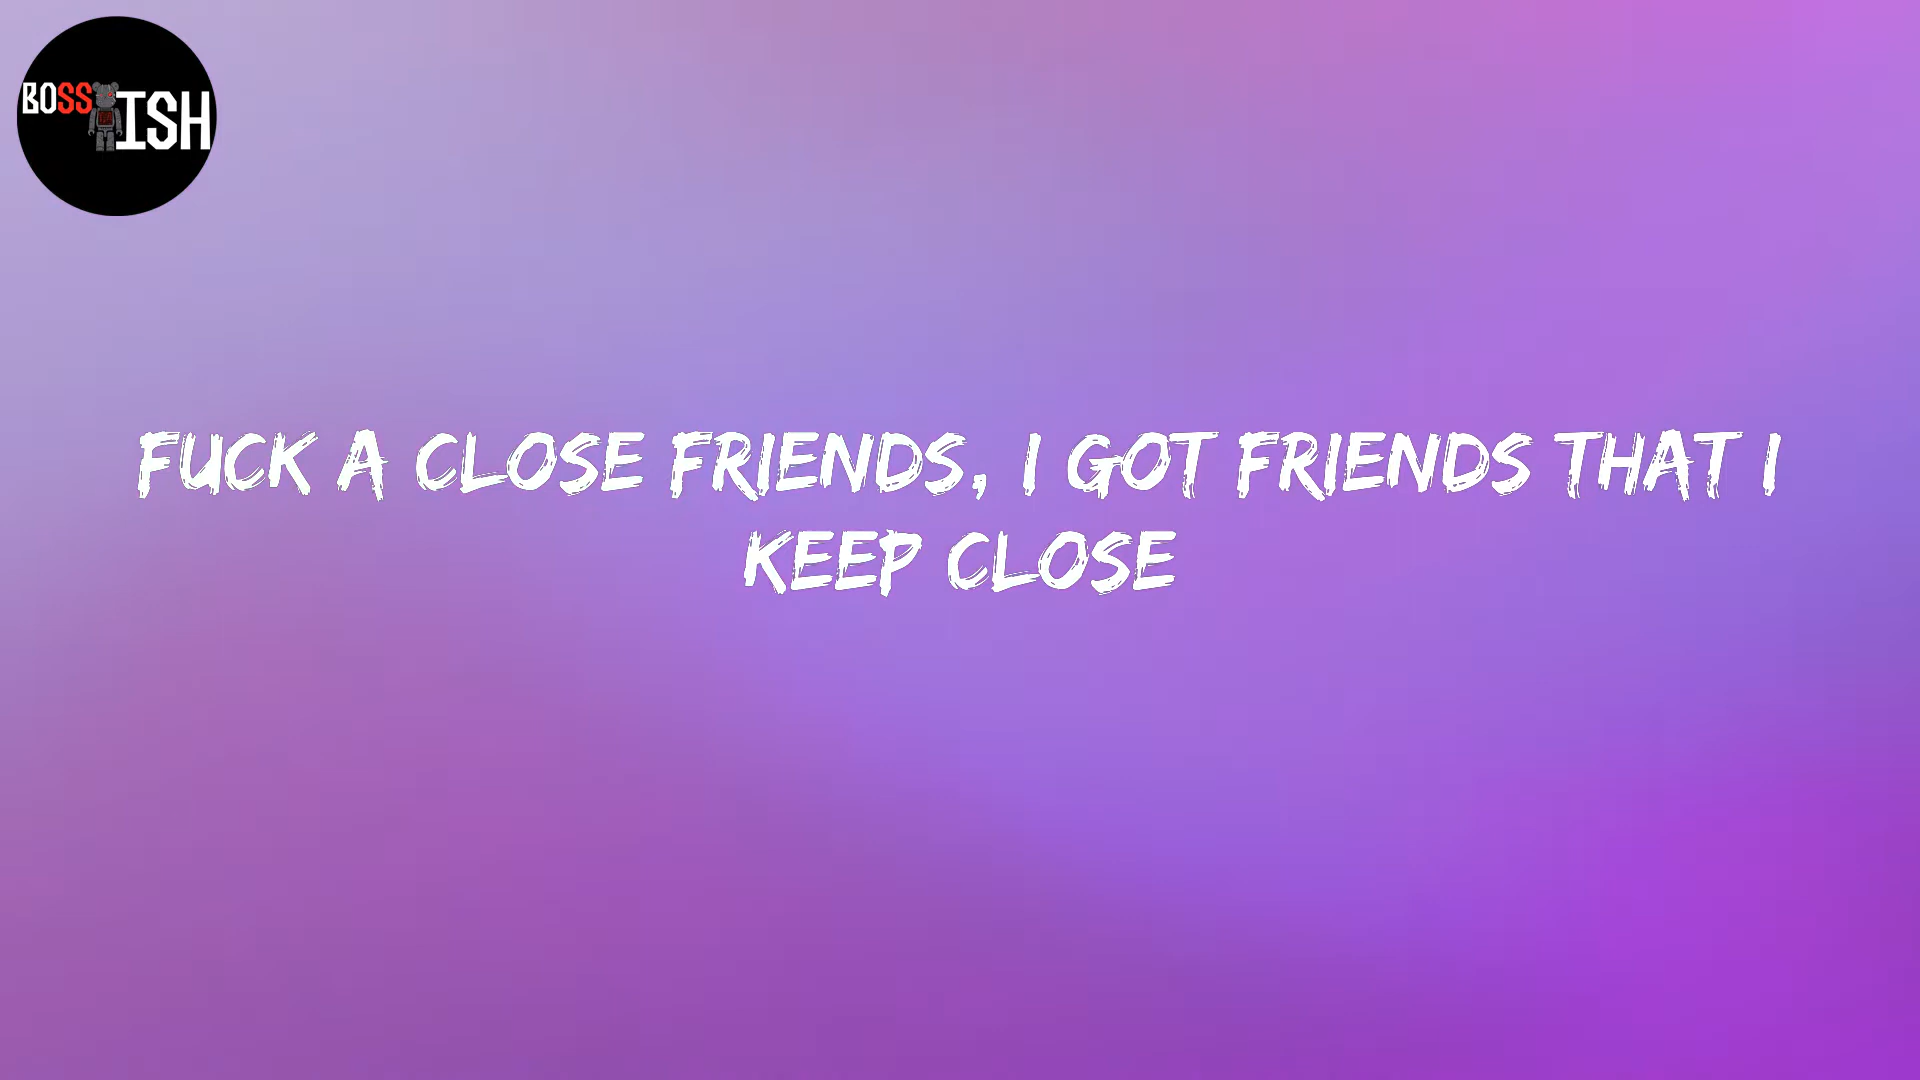 BOSS ISH
FUCK A CLOSE FRIENDS, I GOT FRIENDS THAT I
KEEP CLOSE